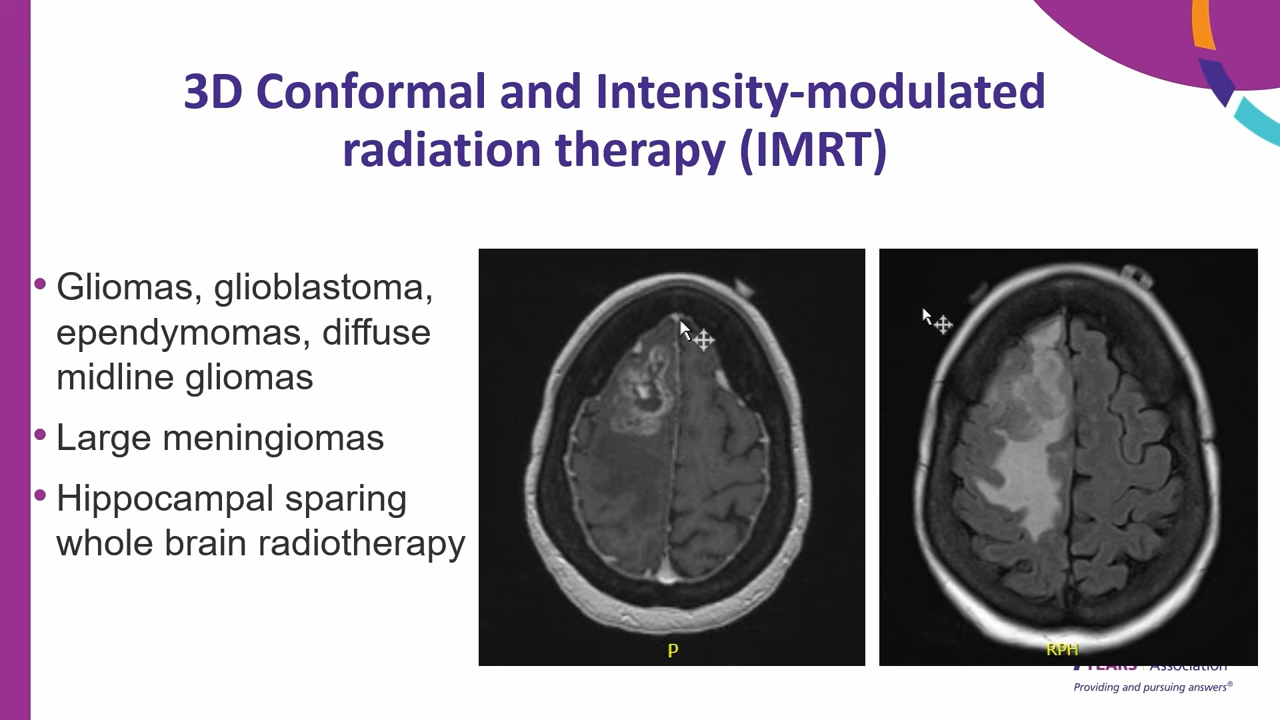 3D Conformal and Intensity-modulated
radiation therapy (IMRT)
• Gliomas, glioblastoma,
ependymomas, diffuse
midline gliomas
• Large meningiomas
• Hippocampal sparing
whole brain radiotherapy
P
RPH
YEARS Association
Providing and pursuing answers®